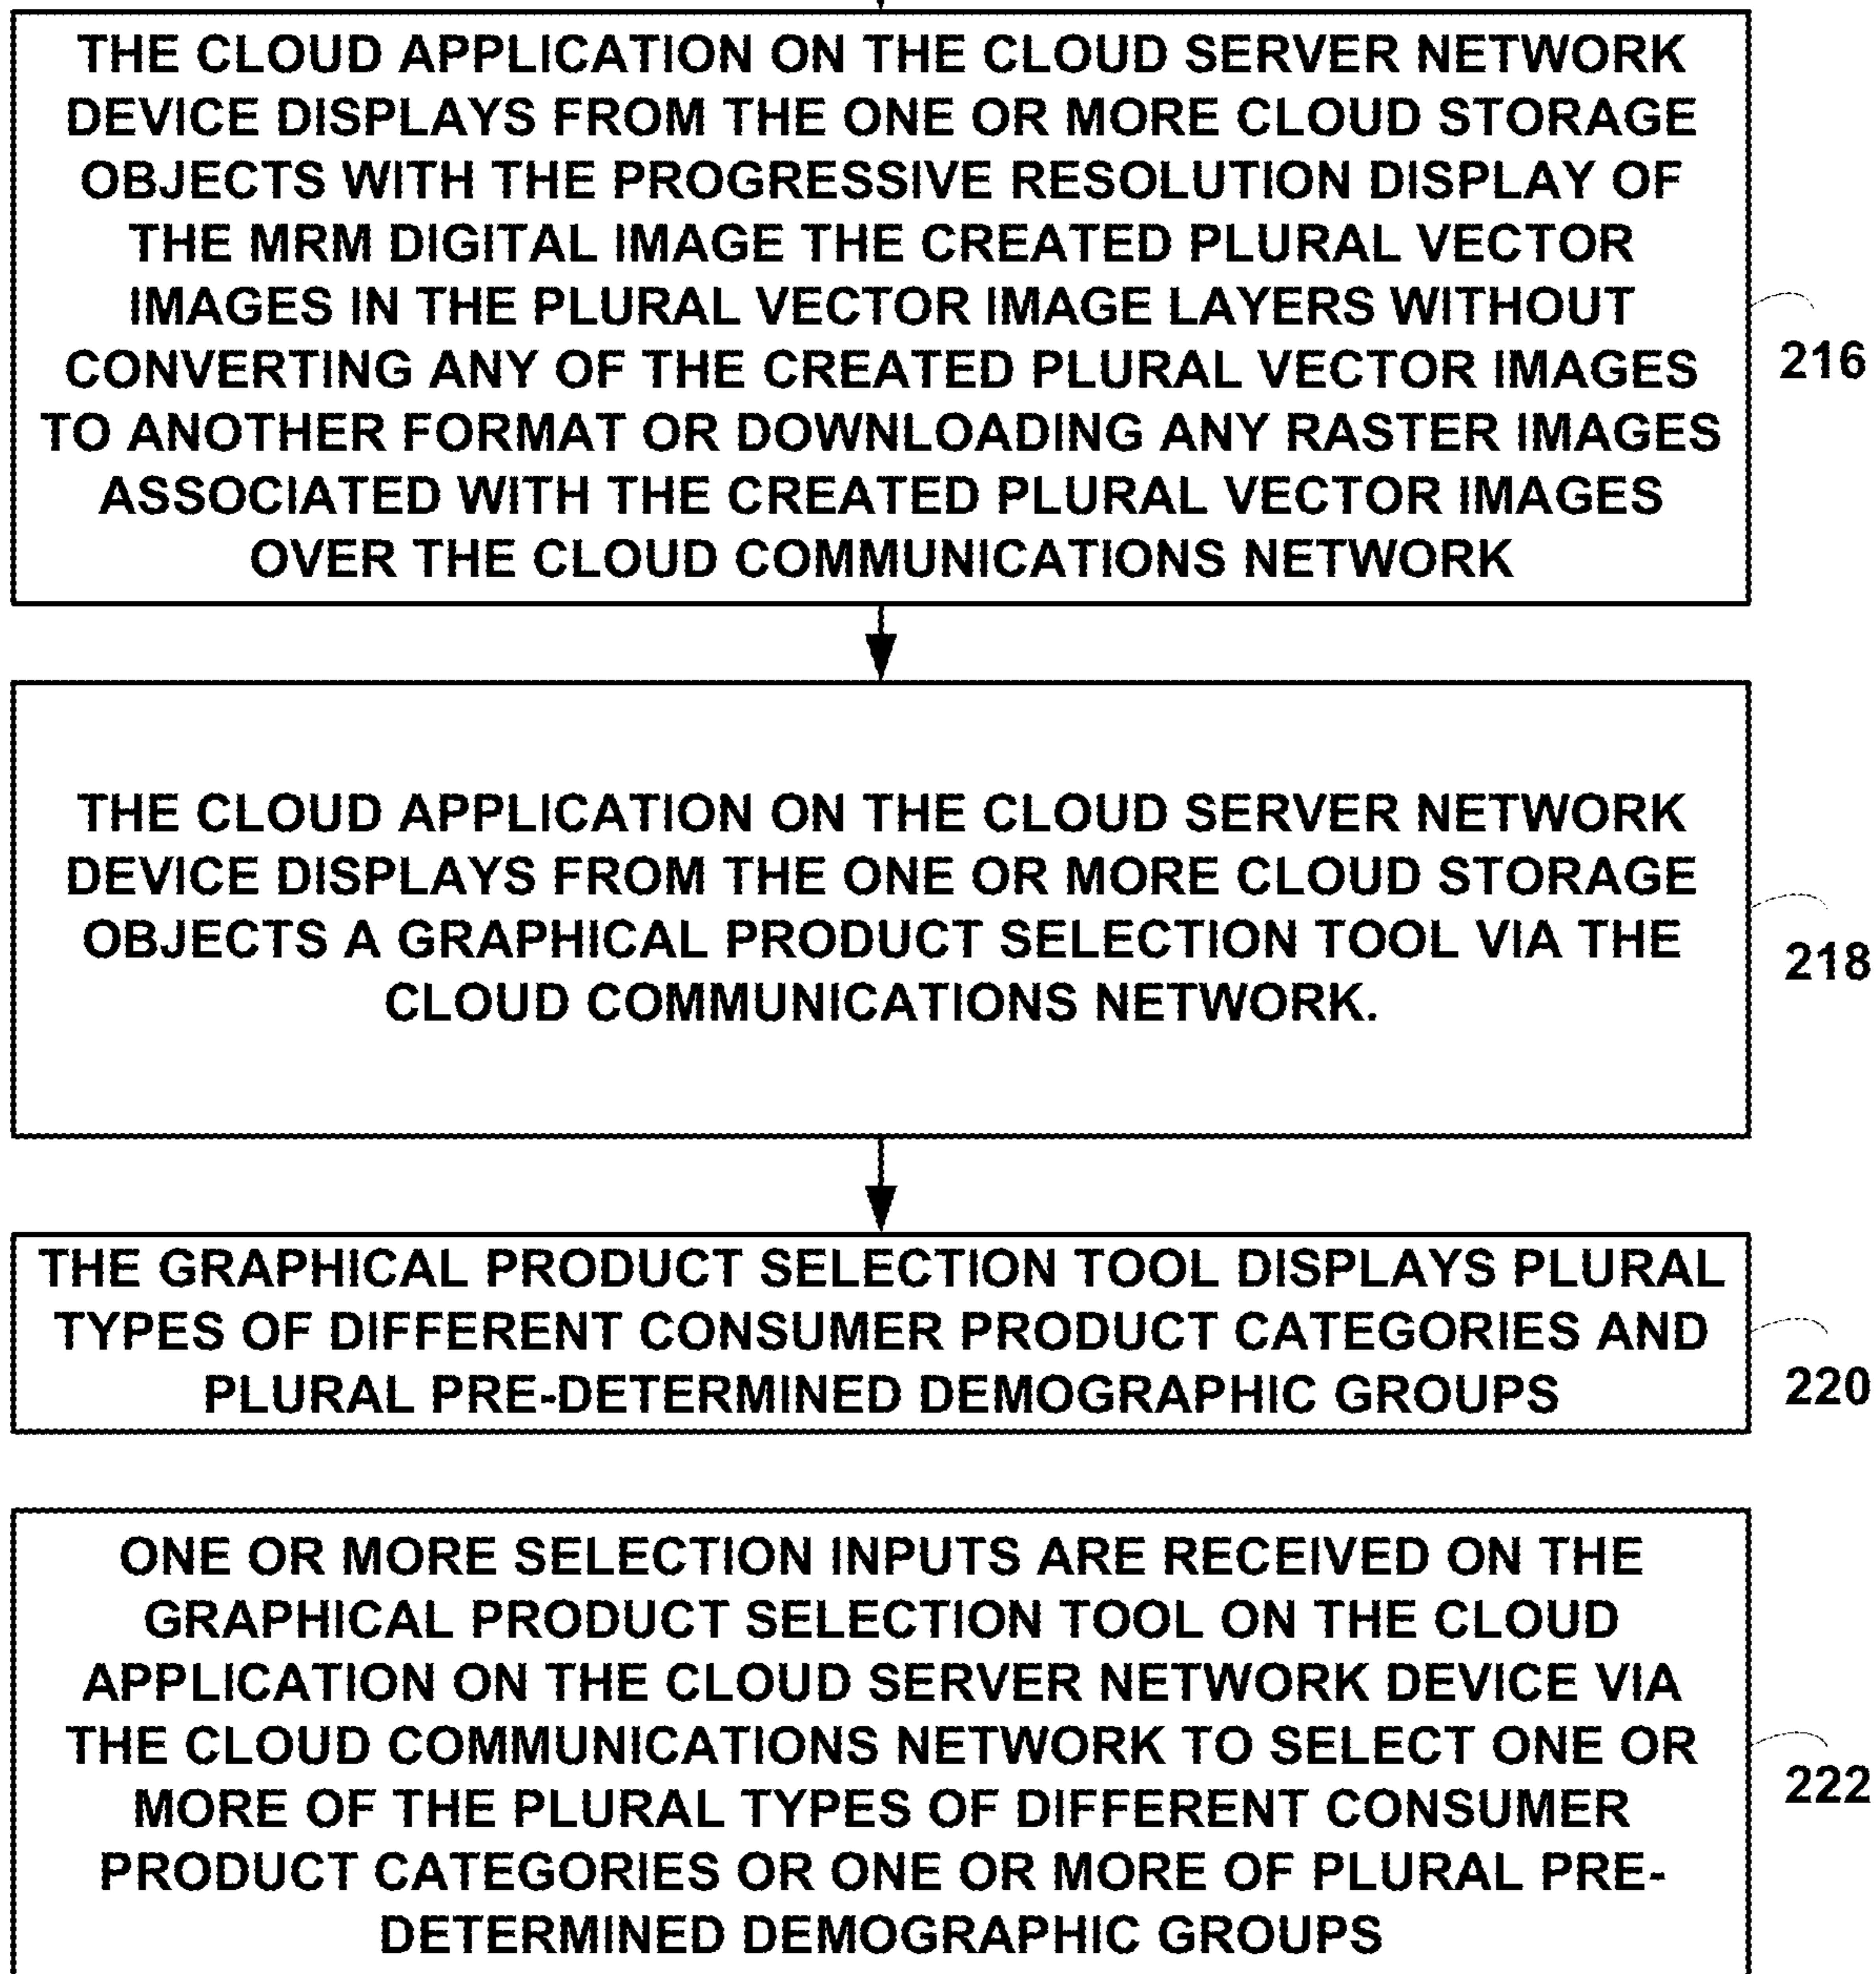 THE CLOUD APPLICATION ON THE CLOUD SERVER NETWORK
DEVICE DISPLAYS FROM THE ONE OR MORE CLOUD STORAGE
OBJECTS WITH THE PROGRESSIVE RESOLUTION DISPLAY OF
THE MRM DIGITAL IMAGE THE CREATED PLURAL VECTOR
IMAGES IN THE PLURAL VECTOR IMAGE LAYERS WITHOUT
CONVERTING ANY OF THE CREATED PLURAL VECTOR IMAGES
TO ANOTHER FORMAT OR DOWNLOADING ANY RASTER IMAGES
ASSOCIATED WITH THE CREATED PLURAL VECTOR IMAGES
OVER THE CLOUD COMMUNICATIONS NETWORK
216
THE CLOUD APPLICATION ON THE CLOUD SERVER NETWORK
DEVICE DISPLAYS FROM THE ONE OR MORE CLOUD STORAGE
OBJECTS A GRAPHICAL PRODUCT SELECTION TOOL VIA THE
CLOUD COMMUNICATIONS NETWORK.
218
THE GRAPHICAL PRODUCT SELECTION TOOL DISPLAYS PLURAL
TYPES OF DIFFERENT CONSUMER PRODUCT CATEGORIES AND
PLURAL PRE-DETERMINED DEMOGRAPHIC GROUPS
220
ONE OR MORE SELECTION INPUTS ARE RECEIVED ON THE
GRAPHICAL PRODUCT SELECTION TOOL ON THE CLOUD
APPLICATION ON THE CLOUD SERVER NETWORK DEVICE VIA
THE CLOUD COMMUNICATIONS NETWORK TO SELECT ONE OR
MORE OF THE PLURAL TYPES OF DIFFERENT CONSUMER
PRODUCT CATEGORIES OR ONE OR MORE OF PLURAL PRE-
DETERMINED DEMOGRAPHIC GROUPS
222